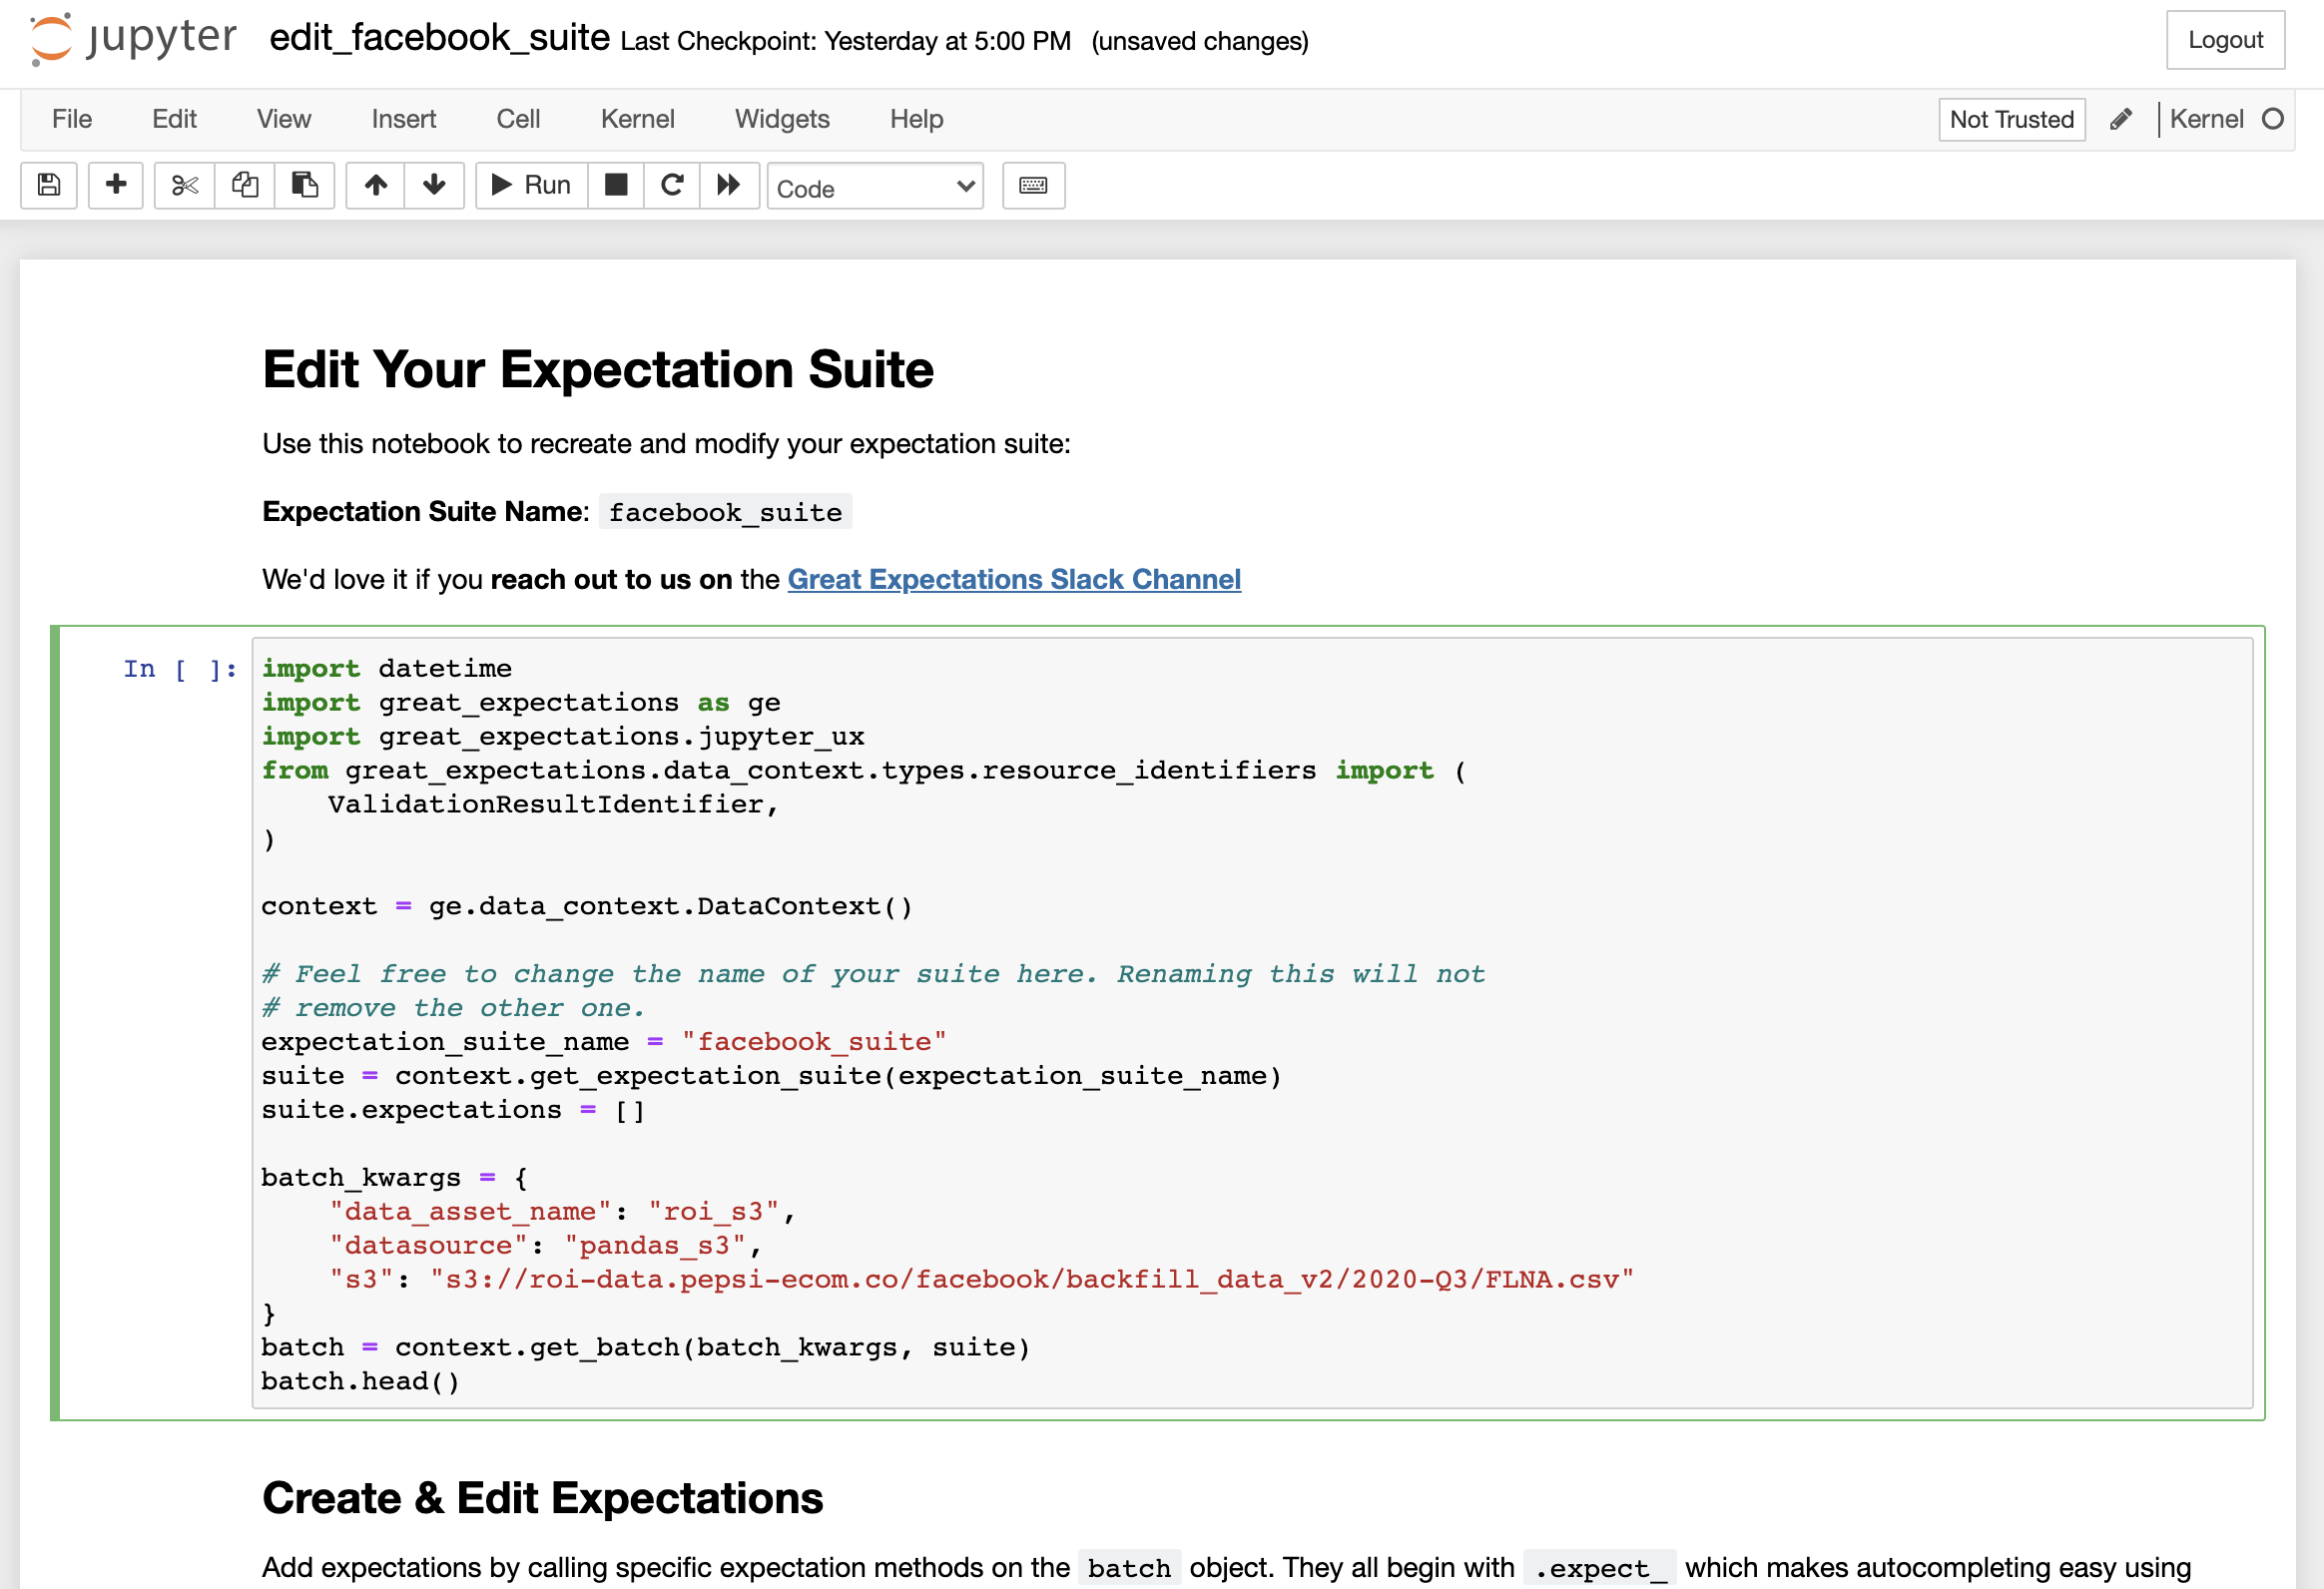 jupyter edit_facebook_suite Last Checkpoint: Yesterday at 5:00 PM (unsaved changes) Logout
File Edit View Insert Cell Kernel Widgets Help Not Trusted Kernel
Run Code
Edit Your Expectation Suite
Use this notebook to recreate and modify your expectation suite:
Expectation Suite Name: facebook_suite
We'd love it if you reach out to us on the Great Expectations Slack Channel
In [ ]: import datetime
import great_expectations as ge
import great_expectations.jupyter_ux
from great_expectations.data_context.types.resource_identifiers import (
    ValidationResultIdentifier,
)
context = ge.data_context.DataContext()
# Feel free to change the name of your suite here. Renaming this will not
# remove the other one.
expectation_suite_name = "facebook_suite"
suite = context.get_expectation_suite(expectation_suite_name)
suite.expectations = []
batch_kwargs = {
    "data_asset_name": "roi_s3",
    "datasource": "pandas_s3",
    "s3": "s3://roi-data.pepsi-ecom.co/facebook/backfill_data_v2/2020-Q3/FLNA.csv"
}
batch = context.get_batch(batch_kwargs, suite)
batch.head()
Create & Edit Expectations
Add expectations by calling specific expectation methods on the batch object. They all begin with .expect_ which makes autocompleting easy using